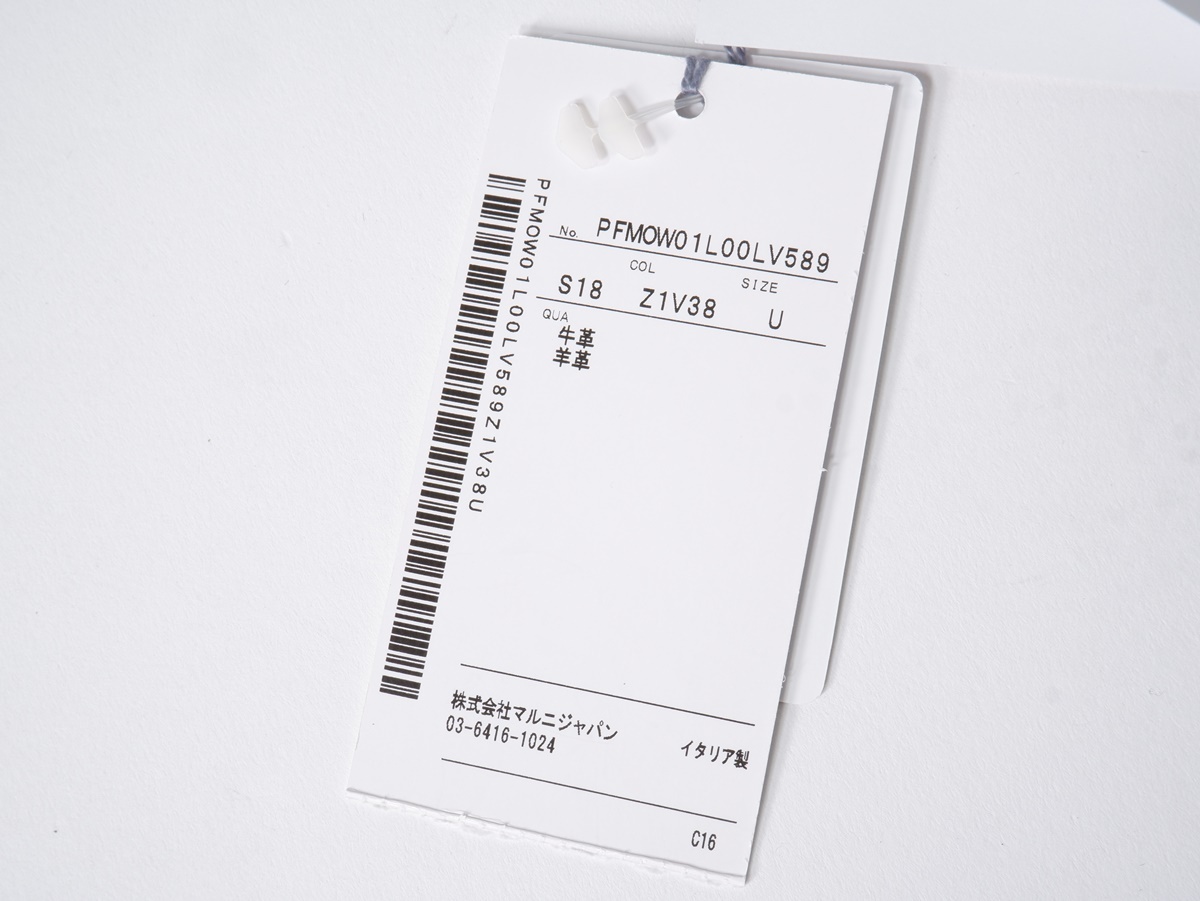 PFMOW01L00LV589Z1V38U
No. PFMOW01L00LV589
COL SIZE
S18 Z1V38 U
QUA
牛革
羊革
株式会社マルニジャパン
03-6416-1024
イタリア製
C16